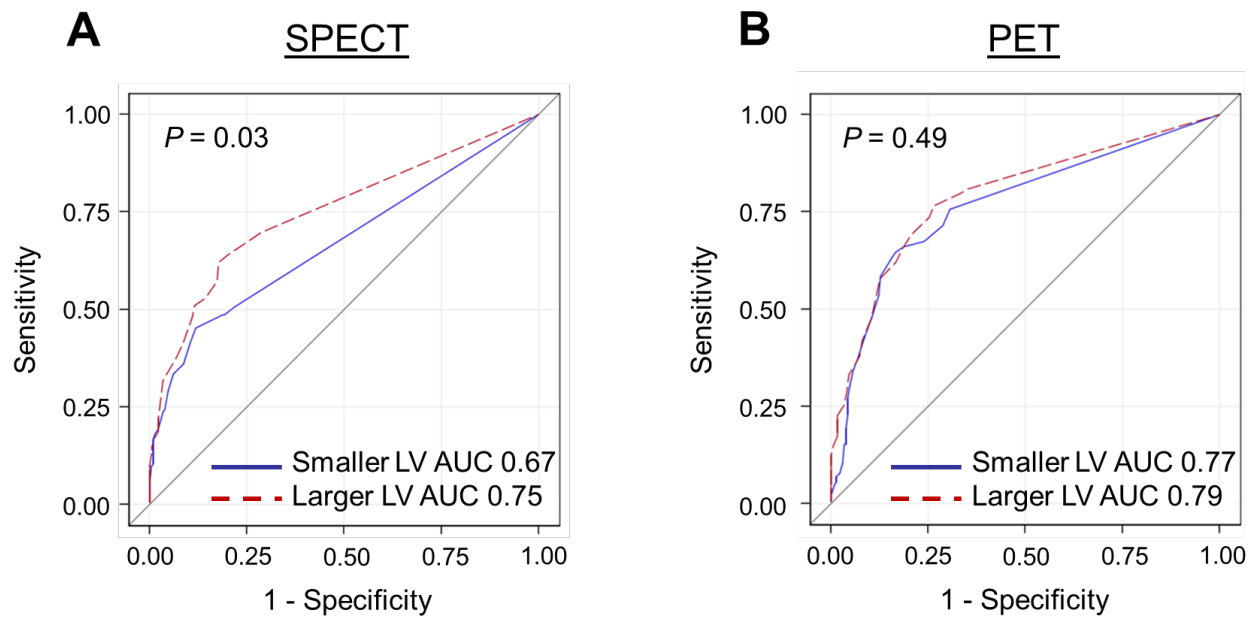 A
SPECT
1.00
0.75
0.50
0.25
0.00
Sensitivity
P = 0.03
Smaller LV AUC 0.67
Larger LV AUC 0.75
0.00 0.25 0.50 0.75 1.00
1 - Specificity
B
PET
1.00
0.75
0.50
0.25
0.00
Sensitivity
P = 0.49
Smaller LV AUC 0.77
Larger LV AUC 0.79
0.00 0.25 0.50 0.75 1.00
1 - Specificity